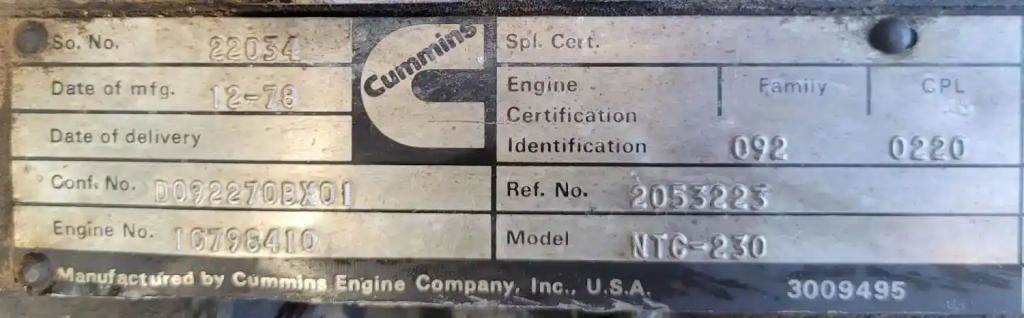 So. No. 22034
Date of mfg. 12-78
Date of delivery
Conf. No. D092270BX01
Engine No. 10798410
Cummins
Spl. Cert.
Engine Family CPL
Certification
Identification 092 0220
Ref. No. 2053223
Model NTC-230
Manufactured by Cummins Engine Company, Inc., U.S.A. 3009495